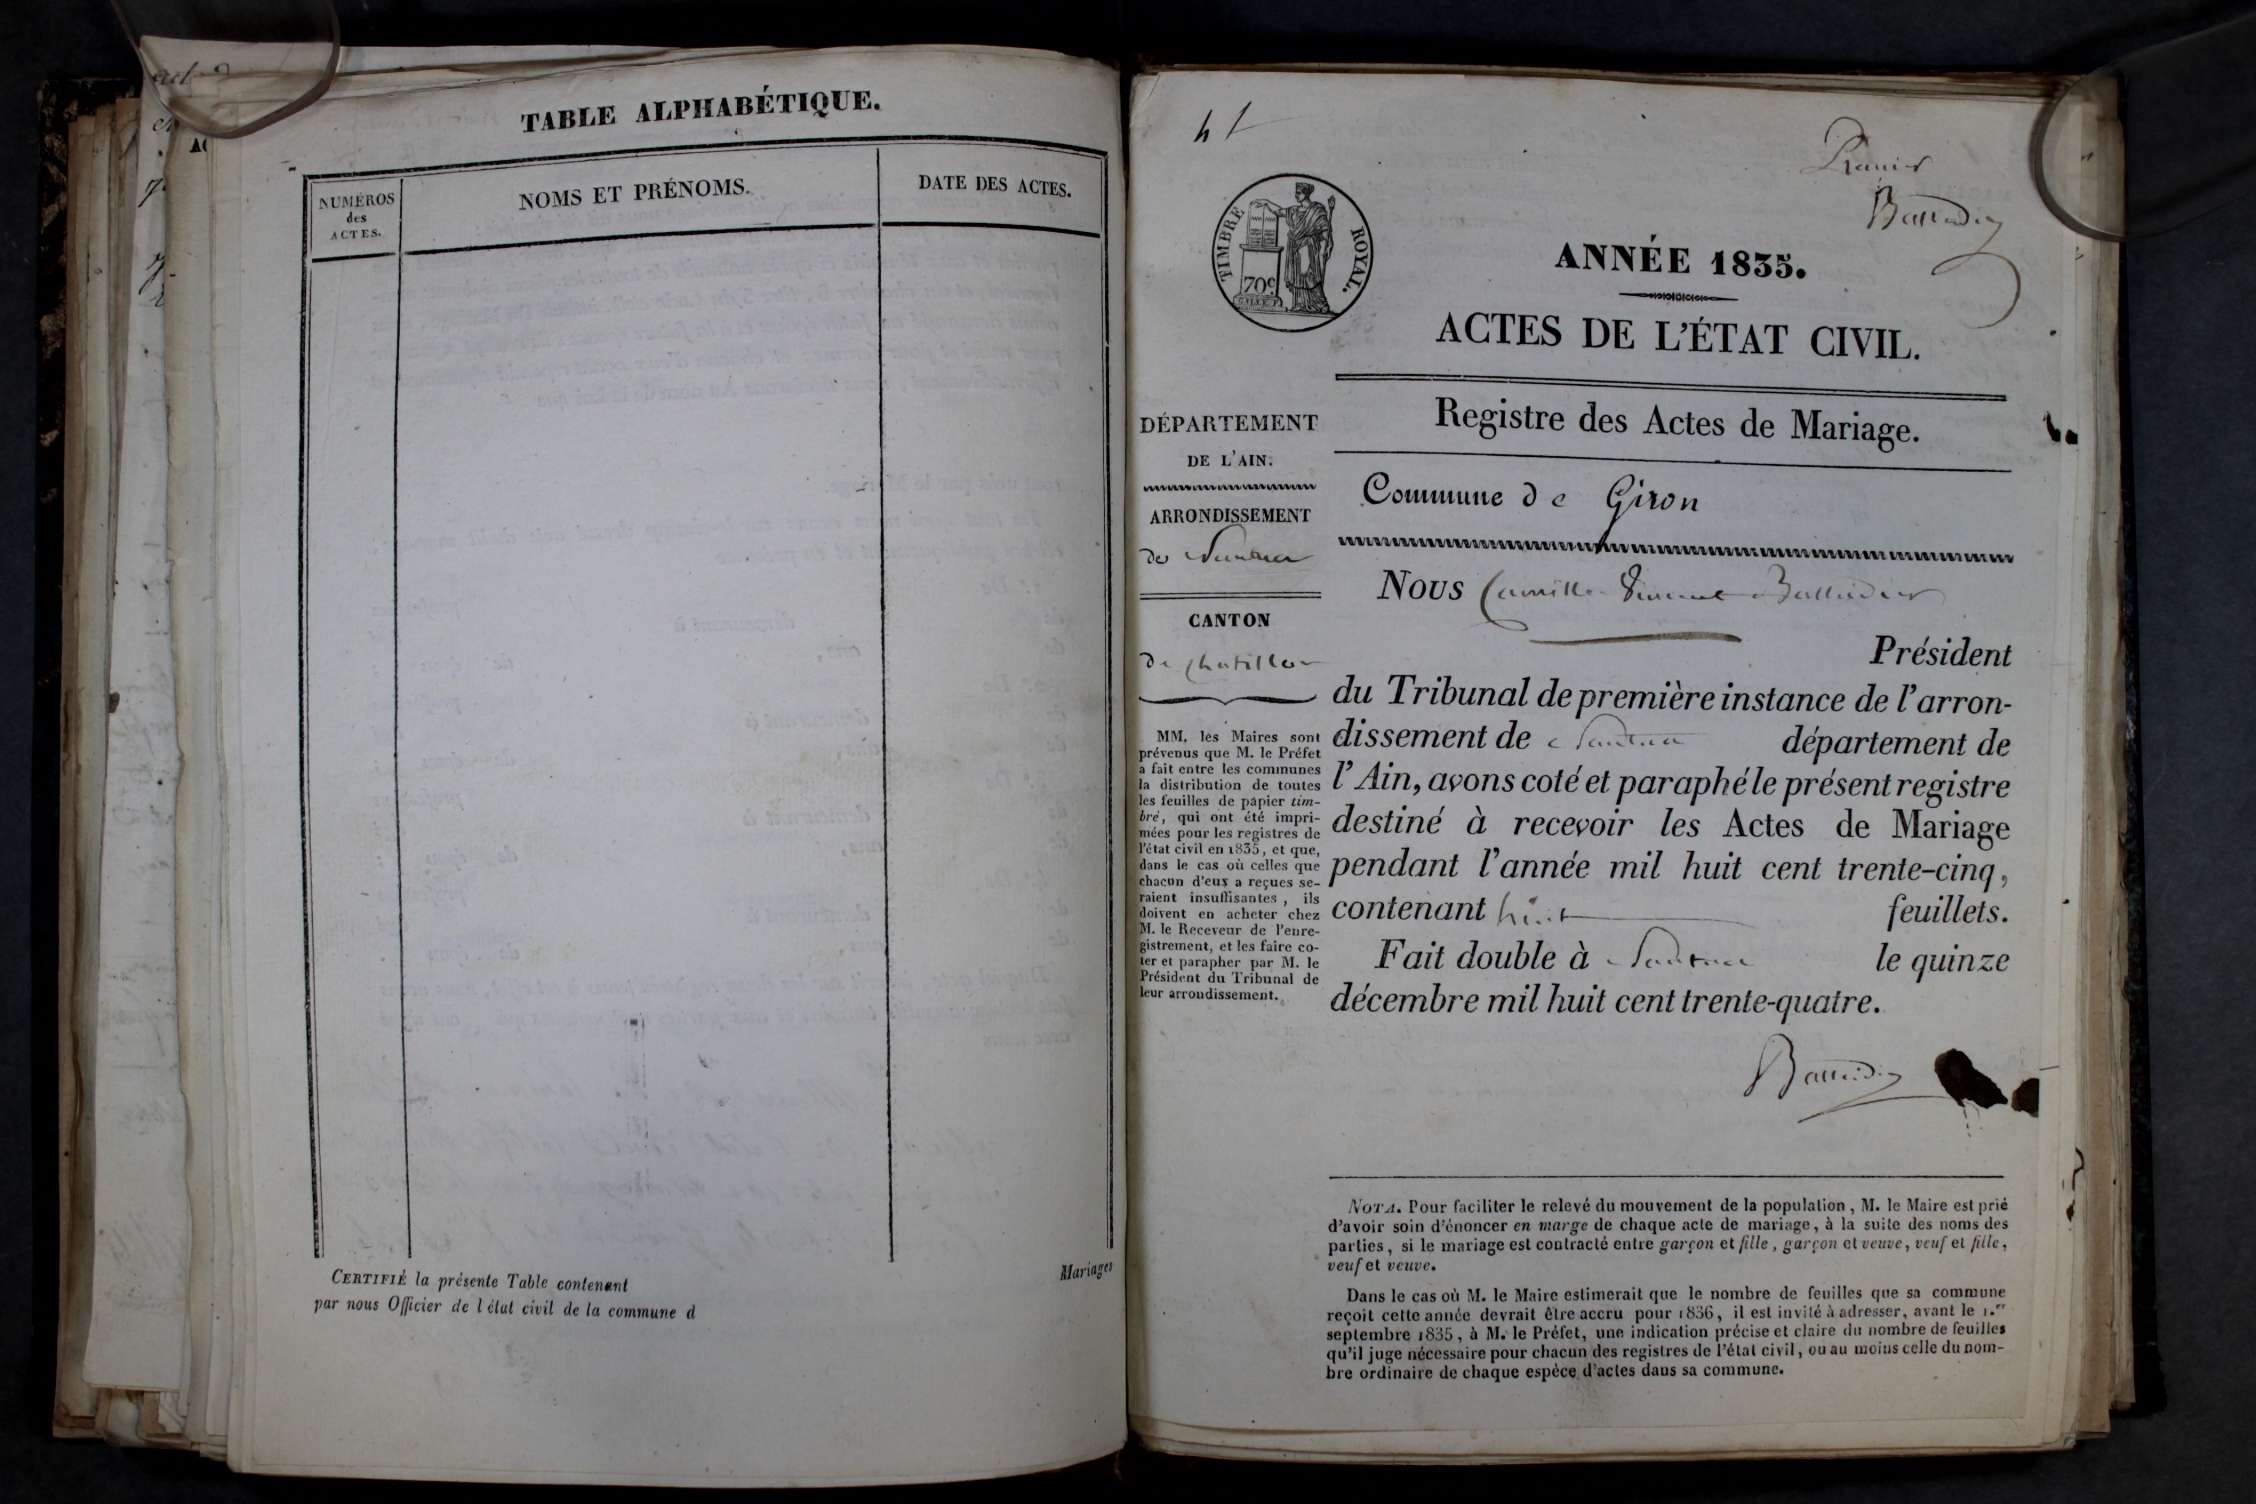 TABLE ALPHABÉTIQUE.
NUMÉROS
des
ACTES.
NOMS ET PRÉNOMS.
DATE DES ACTES.
CERTIFIÉ la présente Table contenant
par nous Officier de l'état civil de la commune d
Mariages
Premier
TIMBRE ROYAL.
70c
ANNÉE 1835.
ACTES DE L'ÉTAT CIVIL.
Registre des Actes de Mariage.
DÉPARTEMENT
DE L'AIN.
ARRONDISSEMENT
de Nantua
CANTON
de Chatillon
MM. les Maires sont
prévenus que M. le Préfet
a fait entre les communes
la distribution de toutes
les feuilles de papier tim-
bré, qui ont été impri-
mées pour les registres de
l'état civil en 1835, et que,
dans le cas où celles que
chacun d'eux a reçues se-
raient insuffisantes, ils
doivent en acheter chez
M. le Receveur de l'enre-
gistrement, et les faire co-
ter et parapher par M. le
Président du Tribunal de
leur arrondissement.
Commune de Giron
Nous Camille Vincent
Président
du Tribunal de première instance de l'arron-
dissement de Nantua département de
l'Ain, avons coté et paraphé le présent registre
destiné à recevoir les Actes de Mariage
pendant l'année mil huit cent trente-cinq,
contenant huit feuillets.
Fait double à Nantua le quinze
décembre mil huit cent trente-quatre.
NOTA. Pour faciliter le relevé du mouvement de la population, M. le Maire est prié
d'avoir soin d'énoncer en marge de chaque acte de mariage, à la suite des noms des
parties, si le mariage est contracté entre garçon et fille, garçon et veuve, veuf et fille,
veuf et veuve.
Dans le cas où M. le Maire estimerait que le nombre de feuilles que sa commune
reçoit cette année devrait être accru pour 1836, il est invité à adresser, avant le 1.er
septembre 1835, à M. le Préfet, une indication précise et claire du nombre de feuilles
qu'il juge nécessaire pour chacun des registres de l'état civil, ou au moins celle du nom-
bre ordinaire de chaque espèce d'actes dans sa commune.